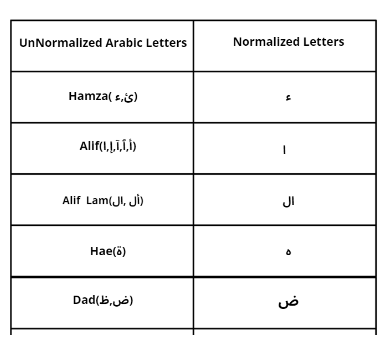 UnNormalized Arabic Letters Normalized Letters
Hamza( ئ,ء) ء
Alif(أ,اً,آ,إ,ا) ا
Alif Lam(أل, ال) ال
Hae(ة) ه
Dad(ض,ظ) ض